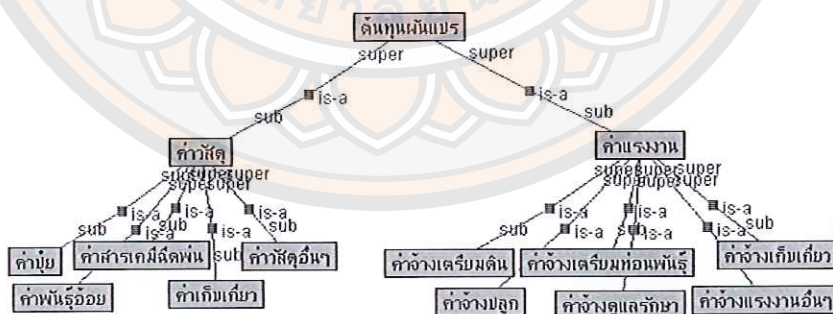 ต้นทุนผันแปร
super super
is-a is-a
sub sub
ค่าวัสดุ ค่าแรงงาน
super super
super super
is-a is-a is-a is-a is-a is-a
sub sub sub sub sub sub
ค่าปุ๋ย ค่าสารเคมีฉีดพ่น ค่าวัสดุอื่นๆ ค่าจ้างเตรียมดิน ค่าจ้างเตรียมท่อนพันธุ์ ค่าจ้างเก็บเกี่ยว
ค่าพันธุ์อ้อย ค่าเก็บเกี่ยว ค่าจ้างปลูก ค่าจ้างดูแลรักษา ค่าจ้างแรงงานอื่นๆ